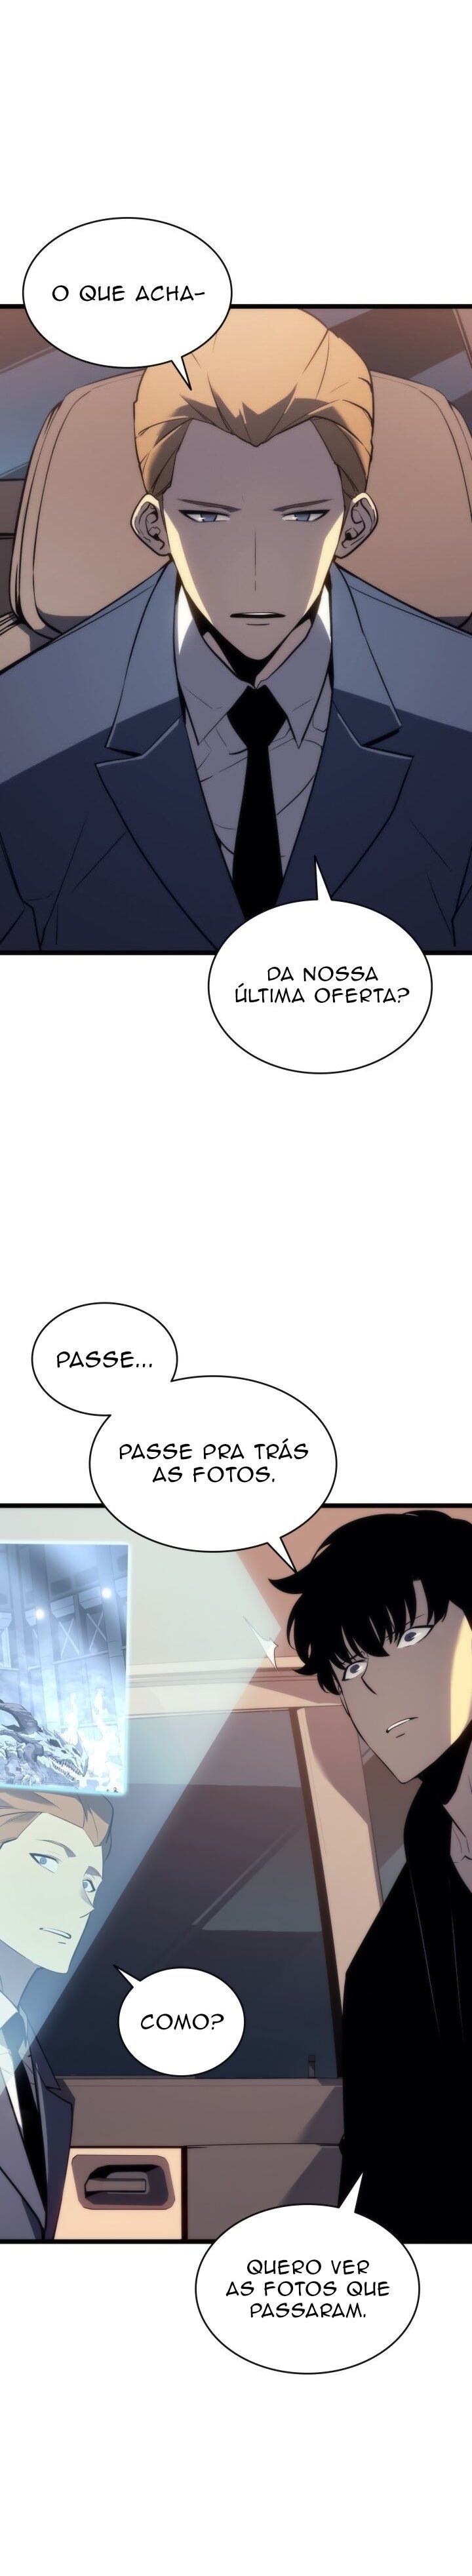 O QUE ACHA-
DA NOSSA
ÚLTIMA OFERTA?
PASSE...
PASSE PRA TRÁS
AS FOTOS.
COMO?
QUERO VER
AS FOTOS QUE
PASSARAM.